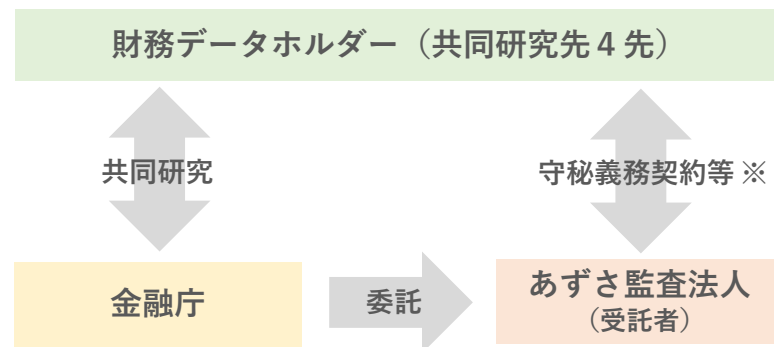 財務データホルダー（共同研究先４先）
共同研究
守秘義務契約等 ※
金融庁
委託
あずさ監査法人
（受託者）